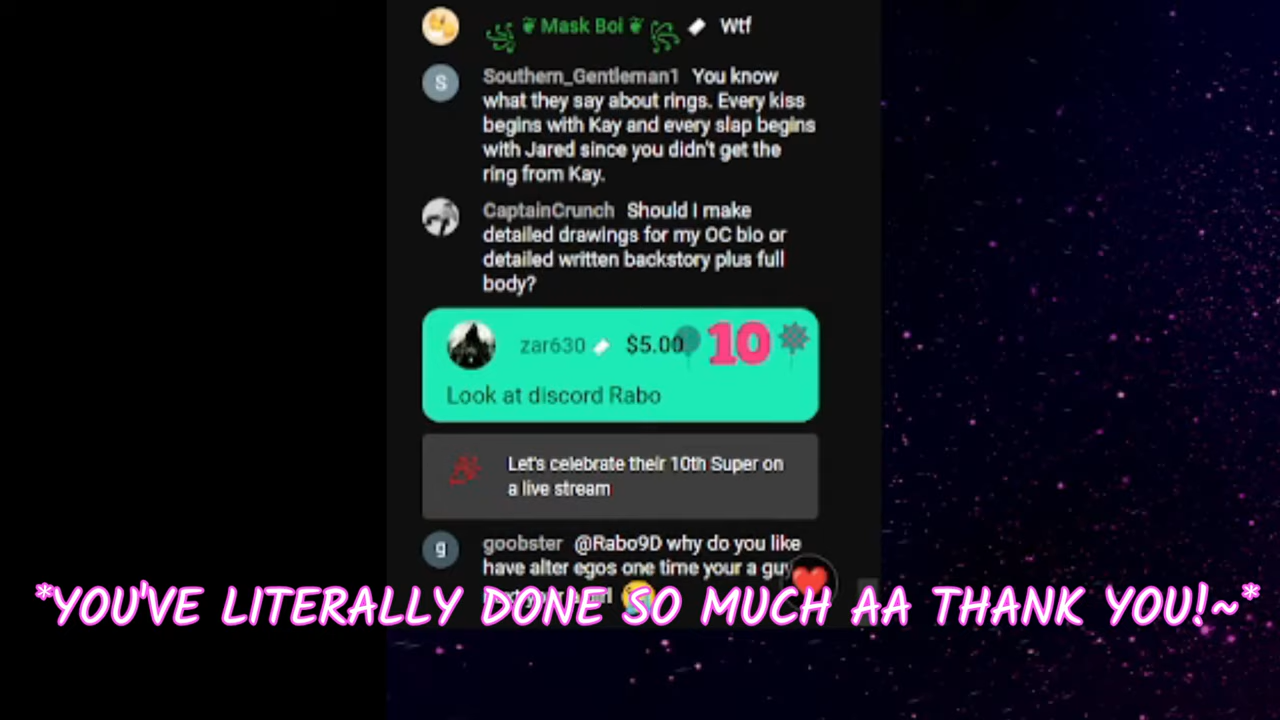 ❦ Mask Boi ❦ Wtf
S
Southern_Gentleman1 You know
what they say about rings. Every kiss
begins with Kay and every slap begins
with Jared since you didn't get the
ring from Kay.
CaptainCrunch Should I make
detailed drawings for my OC bio or
detailed written backstory plus full
body?
zar630 $5.00 10
Look at discord Rabo
Let's celebrate their 10th Super on
a live stream
g
goobster @Rabo9D why do you like
have alter egos one time your a guy
*YOU'VE LITERALLY DONE SO MUCH AA THANK YOU!~*